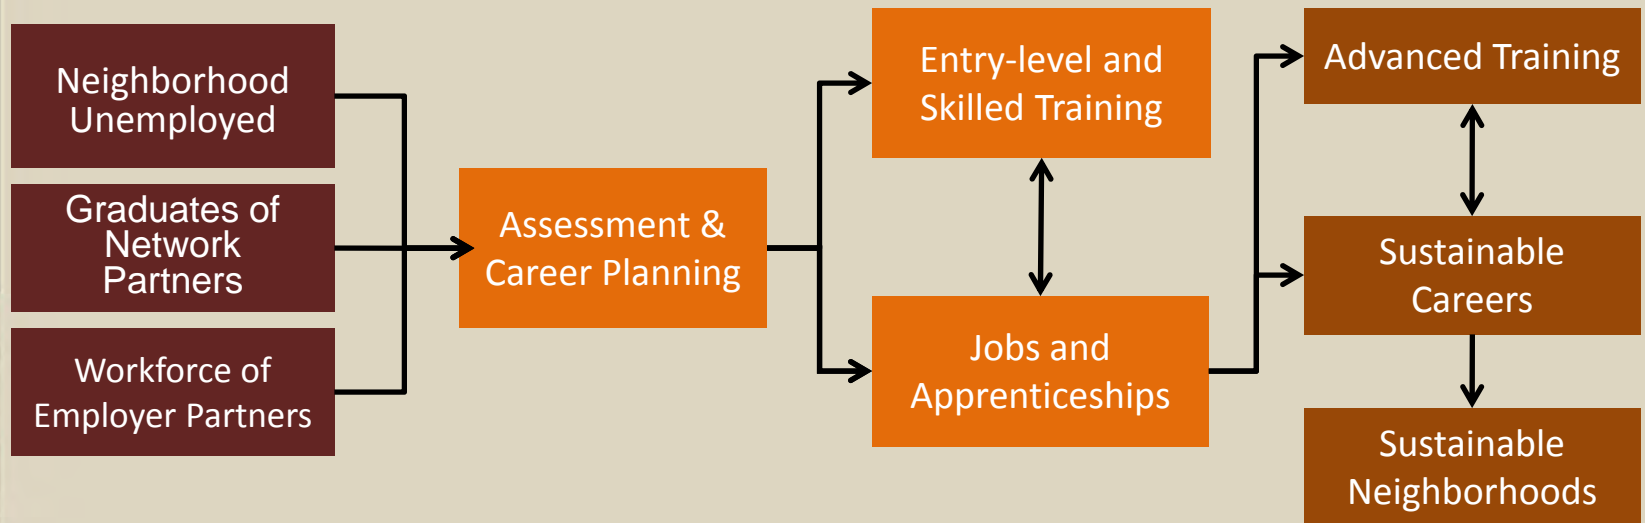 Neighborhood
Unemployed
Graduates of
Network
Partners
Workforce of
Employer Partners
Assessment &
Career Planning
Entry-level and
Skilled Training
Jobs and
Apprenticeships
Advanced Training
Sustainable
Careers
Sustainable
Neighborhoods